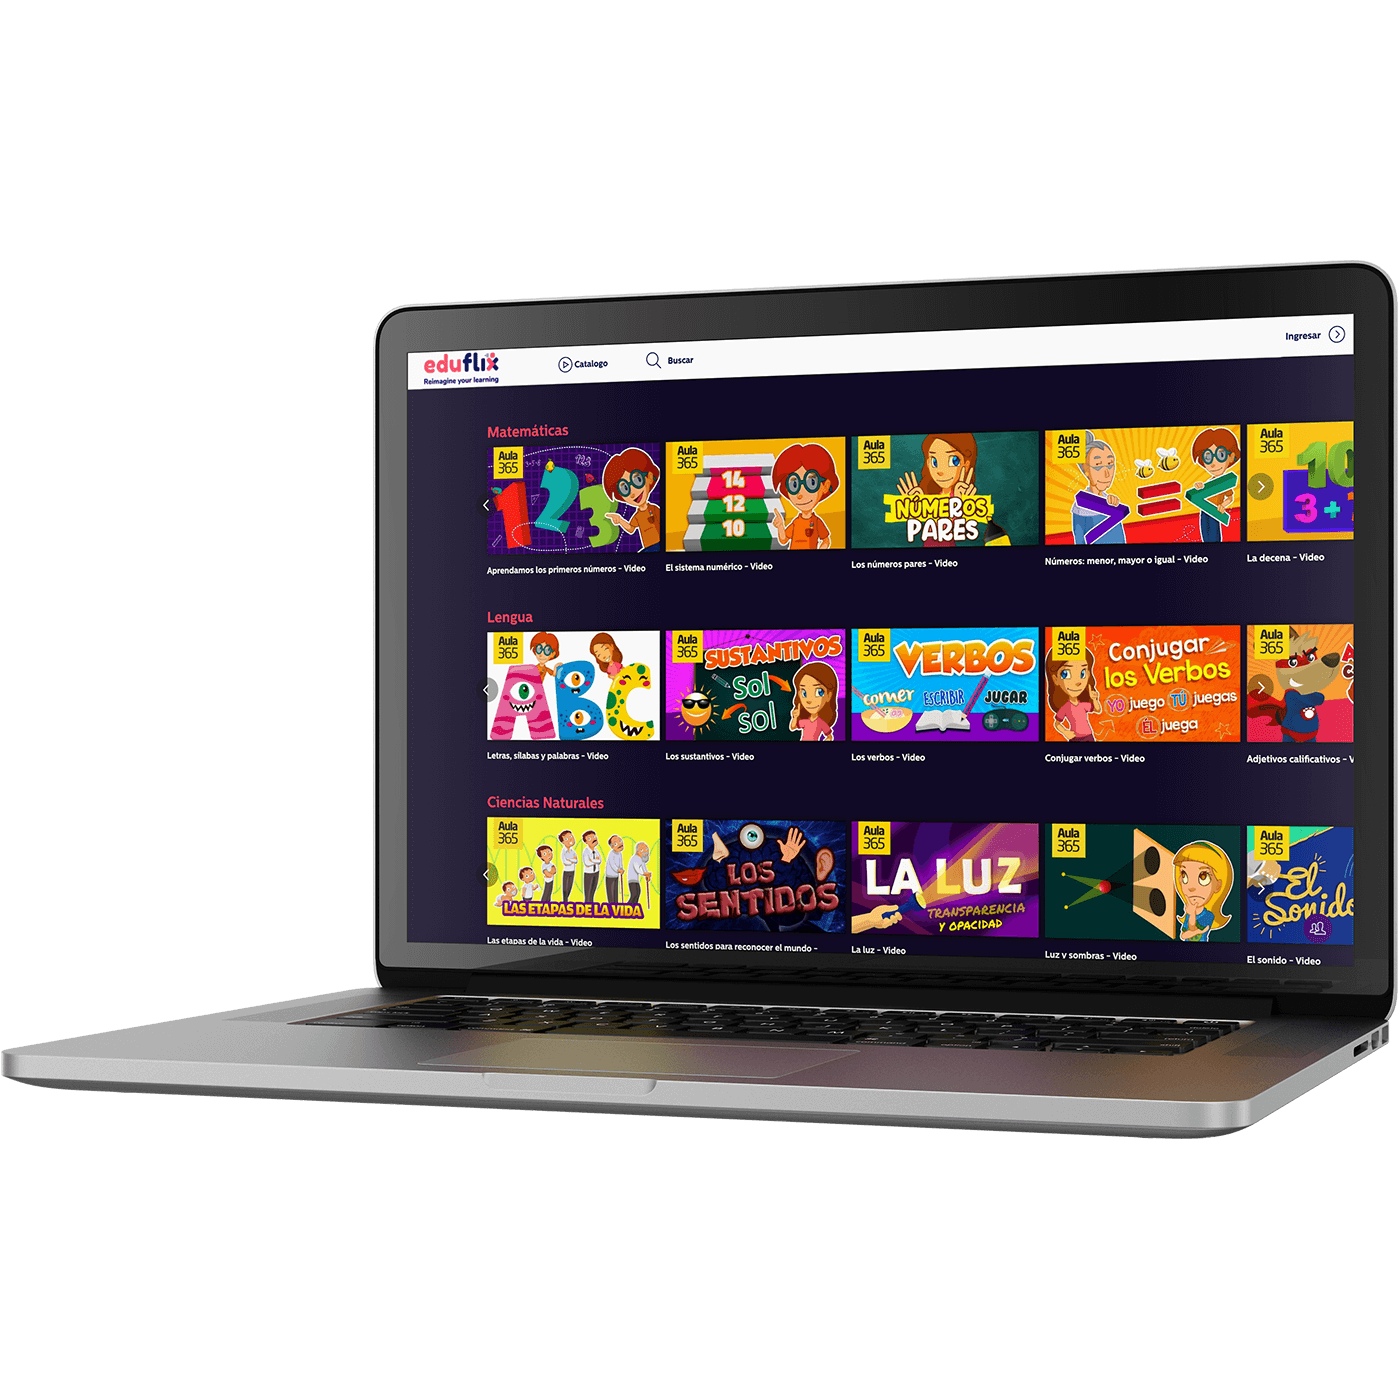 eduflix
Reimagine your learning
Catalogo
Buscar
Ingresar
Matemáticas
Aula
365
123
Aula
365
14
12
10
Aula
365
NÚMEROS
PARES
Aula
365
> = <
Aula
365
10
3 +
Aprendamos los primeros números - Video
El sistema numérico - Video
Los números pares - Video
Números: menor, mayor o igual - Video
La decena - Video
Lengua
Aula
365
ABC
Aula
365
SUSTANTIVOS
Sol
sol
Aula
365
VERBOS
comer
ESCRIBIR
JUGAR
Aula
365
Conjugar
los Verbos
YO juego TÚ juegas
ÉL juega
Aula
365
Letras, sílabas y palabras - Video
Los sustantivos - Video
Los verbos - Video
Conjugar verbos - Video
Adjetivos calificativos - V
Ciencias Naturales
Aula
365
LAS ETAPAS DE LA VIDA
Aula
365
LOS
SENTIDOS
Aula
365
LA LUZ
TRANSPARENCIA
Y OPACIDAD
Aula
365
Aula
365
El
Sonido
Las etapas de la vida - Video
Los sentidos para reconocer el mundo -
La luz - Video
Luz y sombras - Video
El sonido - Video